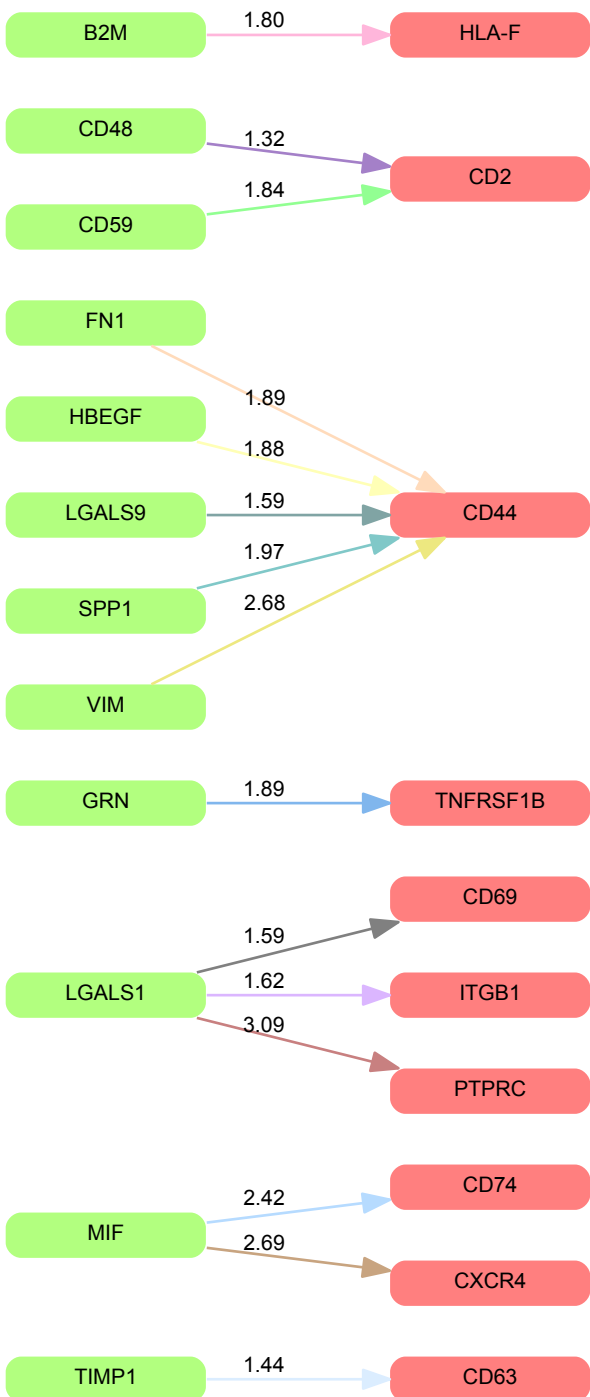 B2M 1.80 HLA-F
CD48 1.32
CD2
CD59 1.84
FN1
1.89
HBEGF
1.88
LGALS9 1.59 CD44
1.97
SPP1 2.68
VIM
GRN 1.89 TNFRSF1B
CD69
1.59
LGALS1 1.62 ITGB1
3.09
PTPRC
CD74
2.42
MIF
2.69
CXCR4
TIMP1 1.44 CD63